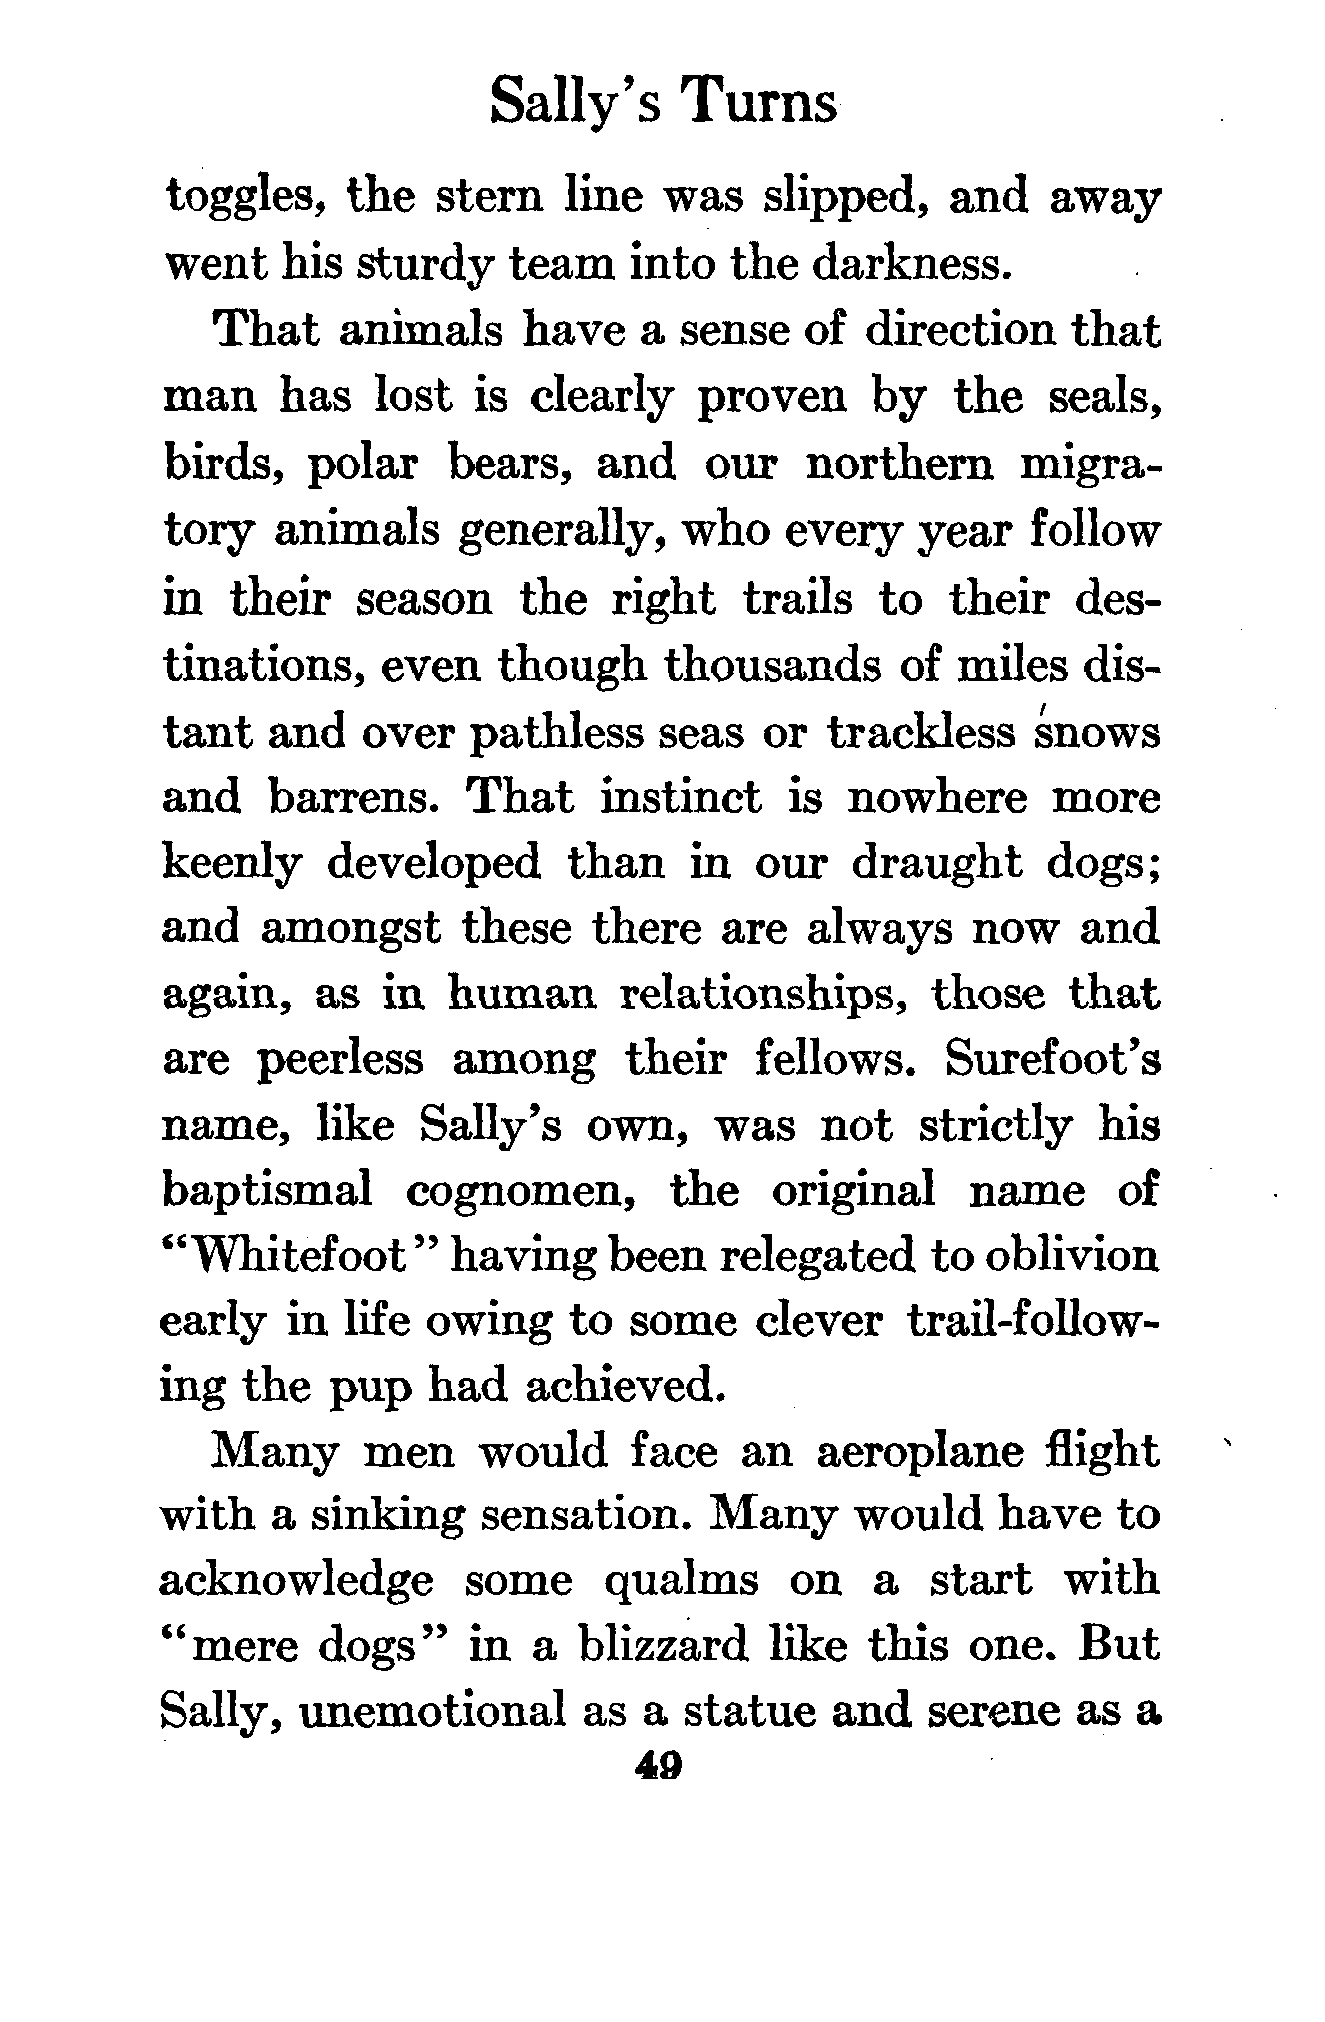 Sally's Turns
toggles, the stern line was slipped, and away
went his sturdy team into the darkness.
That animals have a sense of direction that
man has lost is clearly proven by the seals,
birds, polar bears, and our northern migra-
tory animals generally, who every year follow
in their season the right trails to their des-
tinations, even though thousands of miles dis-
tant and over pathless seas or trackless snows
and barrens. That instinct is nowhere more
keenly developed than in our draught dogs;
and amongst these there are always now and
again, as in human relationships, those that
are peerless among their fellows. Surefoot's
name, like Sally's own, was not strictly his
baptismal cognomen, the original name of
"Whitefoot" having been relegated to oblivion
early in life owing to some clever trail-follow-
ing the pup had achieved.
Many men would face an aeroplane flight
with a sinking sensation. Many would have to
acknowledge some qualms on a start with
"mere dogs" in a blizzard like this one. But
Sally, unemotional as a statue and serene as a
49